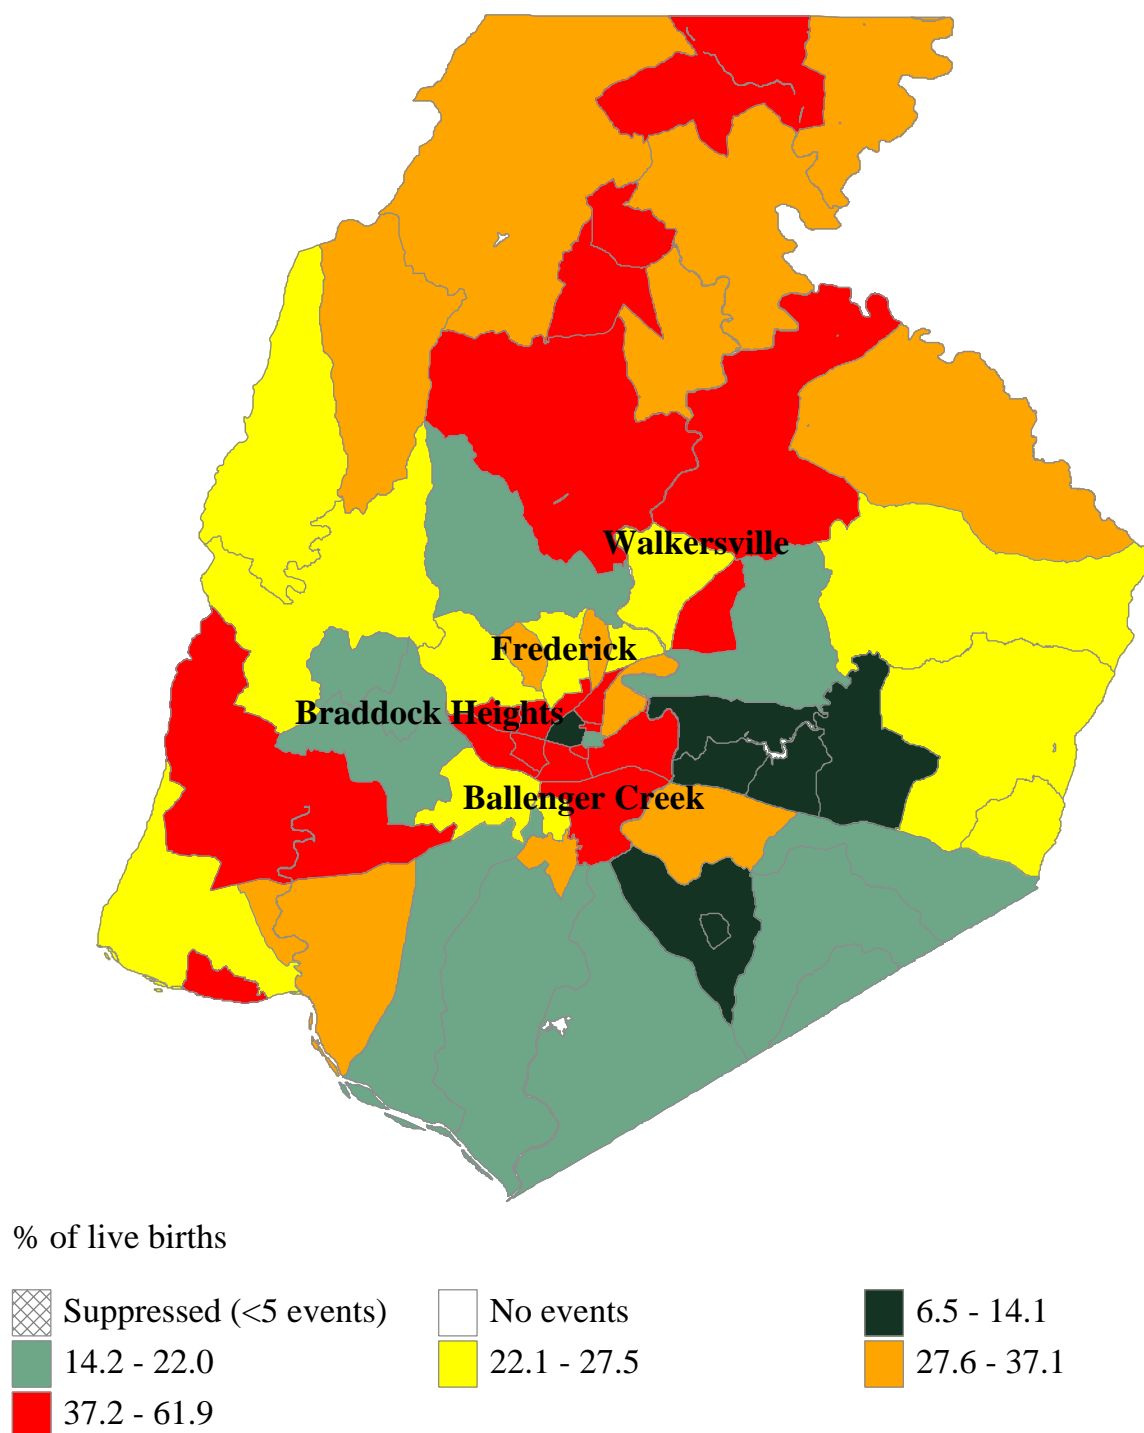 Walkersville
Frederick
Braddock Heights
Ballenger Creek
% of live births
Suppressed (<5 events)
No events
6.5 - 14.1
14.2 - 22.0
22.1 - 27.5
27.6 - 37.1
37.2 - 61.9